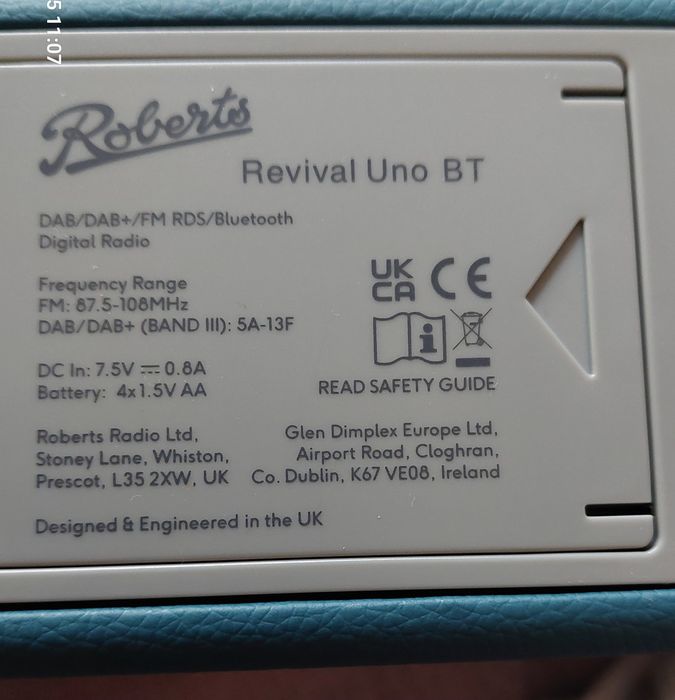 5 11:07
Roberts
Revival Uno BT
DAB/DAB+/FM RDS/Bluetooth
Digital Radio
Frequency Range
FM: 87.5-108MHz
DAB/DAB+ (BAND III): 5A-13F
DC In: 7.5V ⎓ 0.8A
Battery: 4x1.5V AA
UK
CA CE
i
READ SAFETY GUIDE
Roberts Radio Ltd,
Stoney Lane, Whiston,
Prescot, L35 2XW, UK
Glen Dimplex Europe Ltd,
Airport Road, Cloghran,
Co. Dublin, K67 VE08, Ireland
Designed & Engineered in the UK